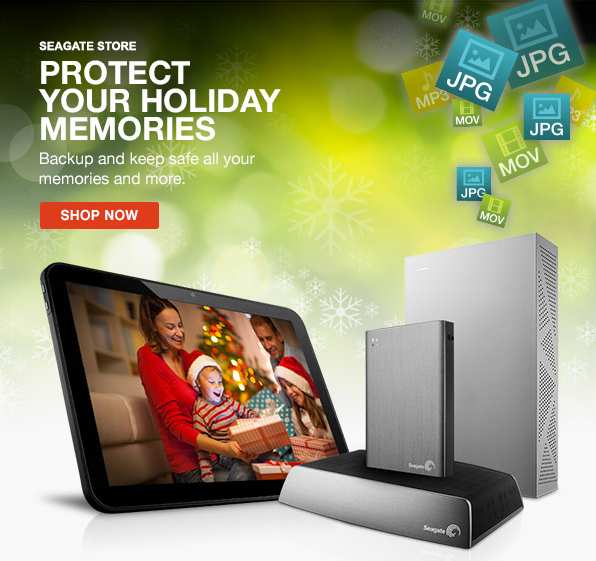 SEAGATE STORE
PROTECT
YOUR HOLIDAY
MEMORIES
Backup and keep safe all your
memories and more.
SHOP NOW
MOV
JPG
JPG
MP3
MOV
JPG
MOV
JPG
MOV
Seagate
Seagate